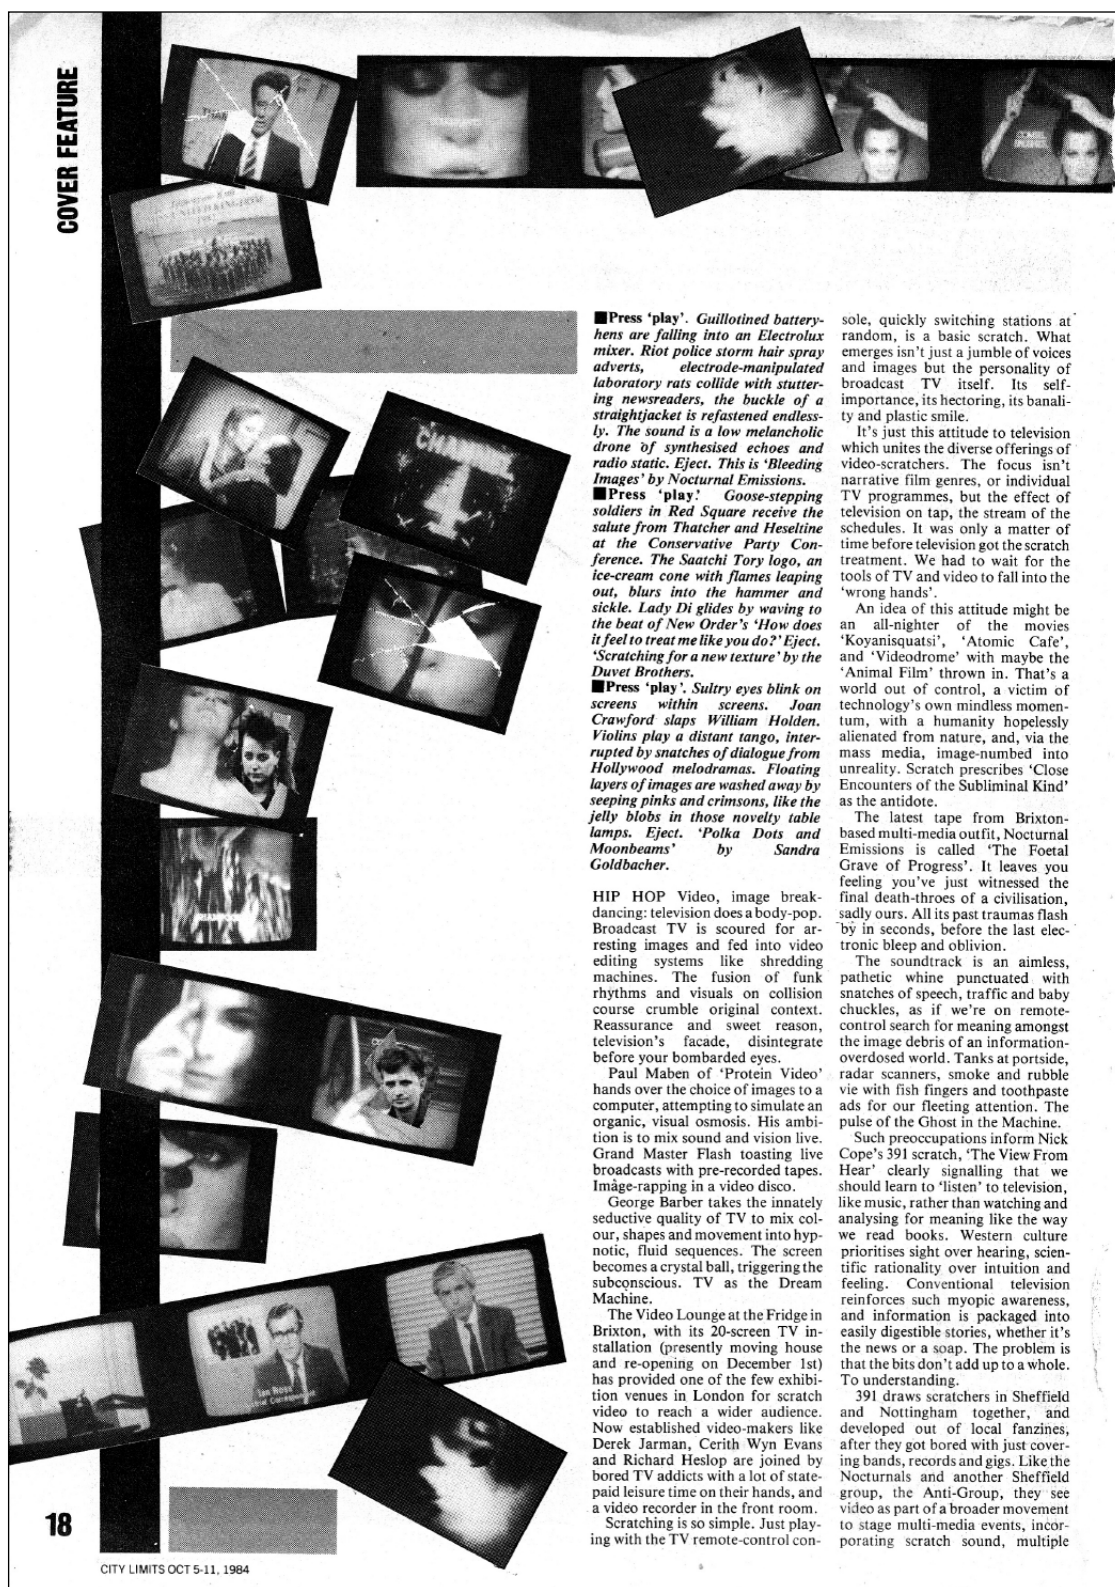 COVER FEATURE
CHANNEL
4
Ian Ross
■Press ‘play’. Guillotined battery-
hens are falling into an Electrolux
mixer. Riot police storm hair spray
adverts, electrode-manipulated
laboratory rats collide with stutter-
ing newsreaders, the buckle of a
straightjacket is refastened endless-
ly. The sound is a low melancholic
drone of synthesised echoes and
radio static. Eject. This is ‘Bleeding
Images’ by Nocturnal Emissions.
■Press ‘play.’ Goose-stepping
soldiers in Red Square receive the
salute from Thatcher and Heseltine
at the Conservative Party Con-
ference. The Saatchi Tory logo, an
ice-cream cone with flames leaping
out, blurs into the hammer and
sickle. Lady Di glides by waving to
the beat of New Order’s ‘How does
it feel to treat me like you do?’ Eject.
‘Scratching for a new texture’ by the
Duvet Brothers.
■Press ‘play’. Sultry eyes blink on
screens within screens. Joan
Crawford slaps William Holden.
Violins play a distant tango, inter-
rupted by snatches of dialogue from
Hollywood melodramas. Floating
layers of images are washed away by
seeping pinks and crimsons, like the
jelly blobs in those novelty table
lamps. Eject. ‘Polka Dots and
Moonbeams’ by Sandra
Goldbacher.
HIP HOP Video, image break-
dancing: television does a body-pop.
Broadcast TV is scoured for ar-
resting images and fed into video
editing systems like shredding
machines. The fusion of funk
rhythms and visuals on collision
course crumble original context.
Reassurance and sweet reason,
television’s facade, disintegrate
before your bombarded eyes.
Paul Maben of ‘Protein Video’
hands over the choice of images to a
computer, attempting to simulate an
organic, visual osmosis. His ambi-
tion is to mix sound and vision live.
Grand Master Flash toasting live
broadcasts with pre-recorded tapes.
Image-rapping in a video disco.
George Barber takes the innately
seductive quality of TV to mix col-
our, shapes and movement into hyp-
notic, fluid sequences. The screen
becomes a crystal ball, triggering the
subconscious. TV as the Dream
Machine.
The Video Lounge at the Fridge in
Brixton, with its 20-screen TV in-
stallation (presently moving house
and re-opening on December 1st)
has provided one of the few exhibi-
tion venues in London for scratch
video to reach a wider audience.
Now established video-makers like
Derek Jarman, Cerith Wyn Evans
and Richard Heslop are joined by
bored TV addicts with a lot of state-
paid leisure time on their hands, and
a video recorder in the front room.
Scratching is so simple. Just play-
ing with the TV remote-control con-
sole, quickly switching stations at
random, is a basic scratch. What
emerges isn’t just a jumble of voices
and images but the personality of
broadcast TV itself. Its self-
importance, its hectoring, its banali-
ty and plastic smile.
It’s just this attitude to television
which unites the diverse offerings of
video-scratchers. The focus isn’t
narrative film genres, or individual
TV programmes, but the effect of
television on tap, the stream of the
schedules. It was only a matter of
time before television got the scratch
treatment. We had to wait for the
tools of TV and video to fall into the
‘wrong hands’.
An idea of this attitude might be
an all-nighter of the movies
‘Koyanisquatsi’, ‘Atomic Cafe’,
and ‘Videodrome’ with maybe the
‘Animal Film’ thrown in. That’s a
world out of control, a victim of
technology’s own mindless momen-
tum, with a humanity hopelessly
alienated from nature, and, via the
mass media, image-numbed into
unreality. Scratch prescribes ‘Close
Encounters of the Subliminal Kind’
as the antidote.
The latest tape from Brixton-
based multi-media outfit, Nocturnal
Emissions is called ‘The Foetal
Grave of Progress’. It leaves you
feeling you’ve just witnessed the
final death-throes of a civilisation,
sadly ours. All its past traumas flash
by in seconds, before the last elec-
tronic bleep and oblivion.
The soundtrack is an aimless,
pathetic whine punctuated with
snatches of speech, traffic and baby
chuckles, as if we’re on remote-
control search for meaning amongst
the image debris of an information-
overdosed world. Tanks at portside,
radar scanners, smoke and rubble
vie with fish fingers and toothpaste
ads for our fleeting attention. The
pulse of the Ghost in the Machine.
Such preoccupations inform Nick
Cope’s 391 scratch, ‘The View From
Hear’ clearly signalling that we
should learn to ‘listen’ to television,
like music, rather than watching and
analysing for meaning like the way
we read books. Western culture
prioritises sight over hearing, scien-
tific rationality over intuition and
feeling. Conventional television
reinforces such myopic awareness,
and information is packaged into
easily digestible stories, whether it’s
the news or a soap. The problem is
that the bits don’t add up to a whole.
To understanding.
391 draws scratchers in Sheffield
and Nottingham together, and
developed out of local fanzines,
after they got bored with just cover-
ing bands, records and gigs. Like the
Nocturnals and another Sheffield
group, the Anti-Group, they see
video as part of a broader movement
to stage multi-media events, incor-
porating scratch sound, multiple
18
CITY LIMITS OCT 5-11, 1984